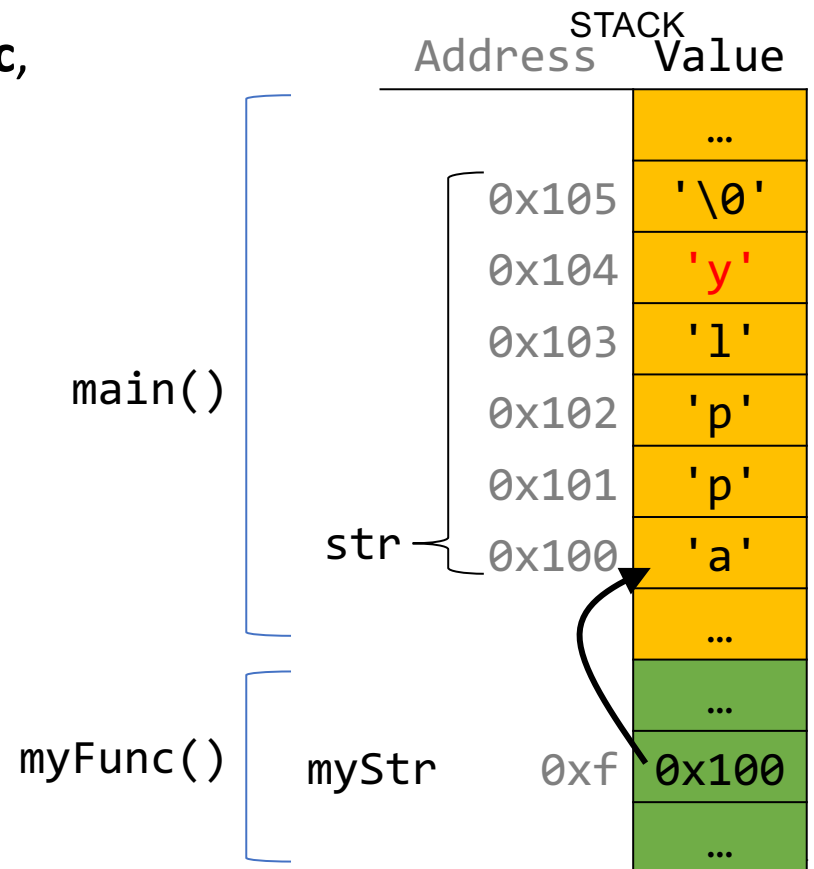 c,
STACK
Address Value
…
0x105 '\0'
0x104 'y'
0x103 'l'
main()
0x102 'p'
0x101 'p'
str 0x100 'a'
…
…
myFunc() myStr 0xf 0x100
…